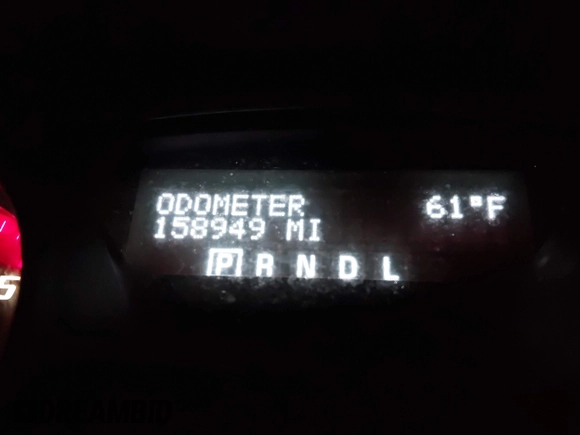 ODOMETER 61°F
158949 MI
P R N D L